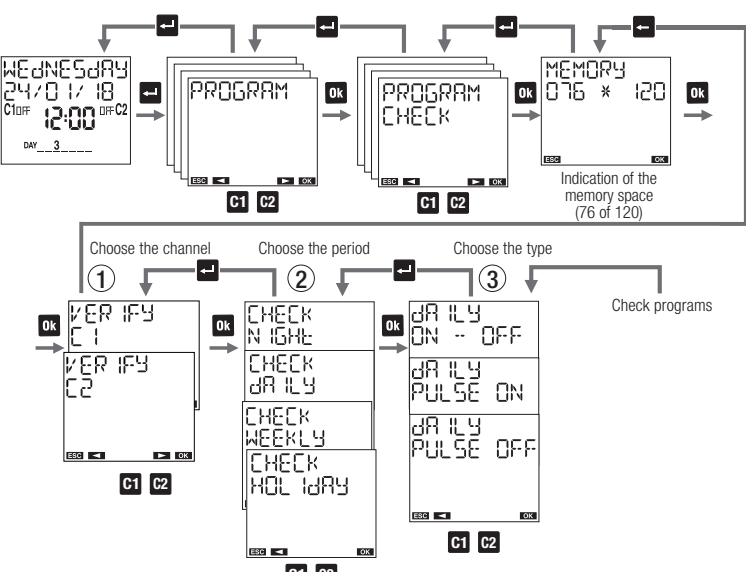 WEdNESdAY
24/01/18
C1OFF 12:00 OFFC2
DAY__3____
PROGRAM
ESC OK
C1 C2
Ok
PROGRAM
CHECK
ESC OK
C1 C2
Ok
MEMORY
076 * 120
ESC OK
Ok
Indication of the
memory space
(76 of 120)
Choose the channel
1
Ok
VERIFY
C1
VERIFY
C2
ESC OK
C1 C2
Choose the period
2
Ok
CHECK
NIGHt
CHECK
dAILY
CHECK
WEEKLY
CHECK
HOLIdAY
ESC OK
C1 C2
Choose the type
3
Ok
dAILY
ON -- OFF
dAILY
PULSE ON
dAILY
PULSE OFF
ESC OK
C1 C2
Check programs